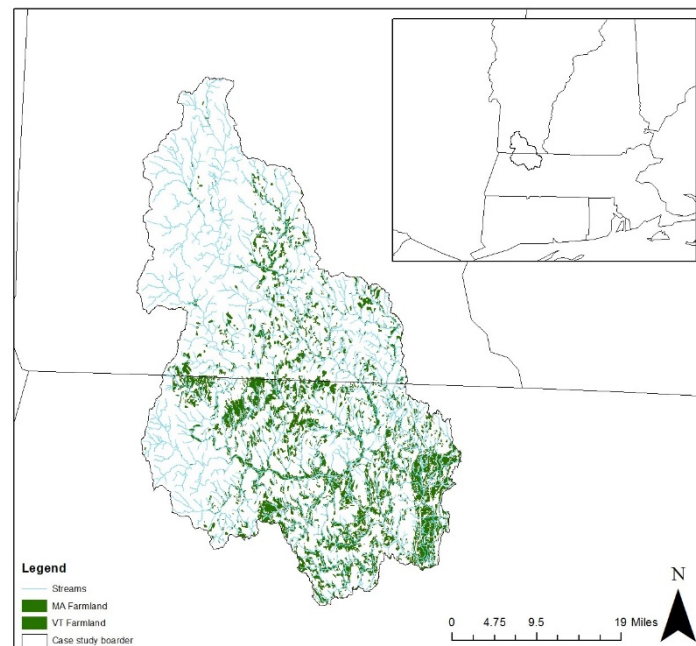 Legend
Streams
MA Farmland
VT Farmland
Case study boarder
N
0 4.75 9.5 19 Miles